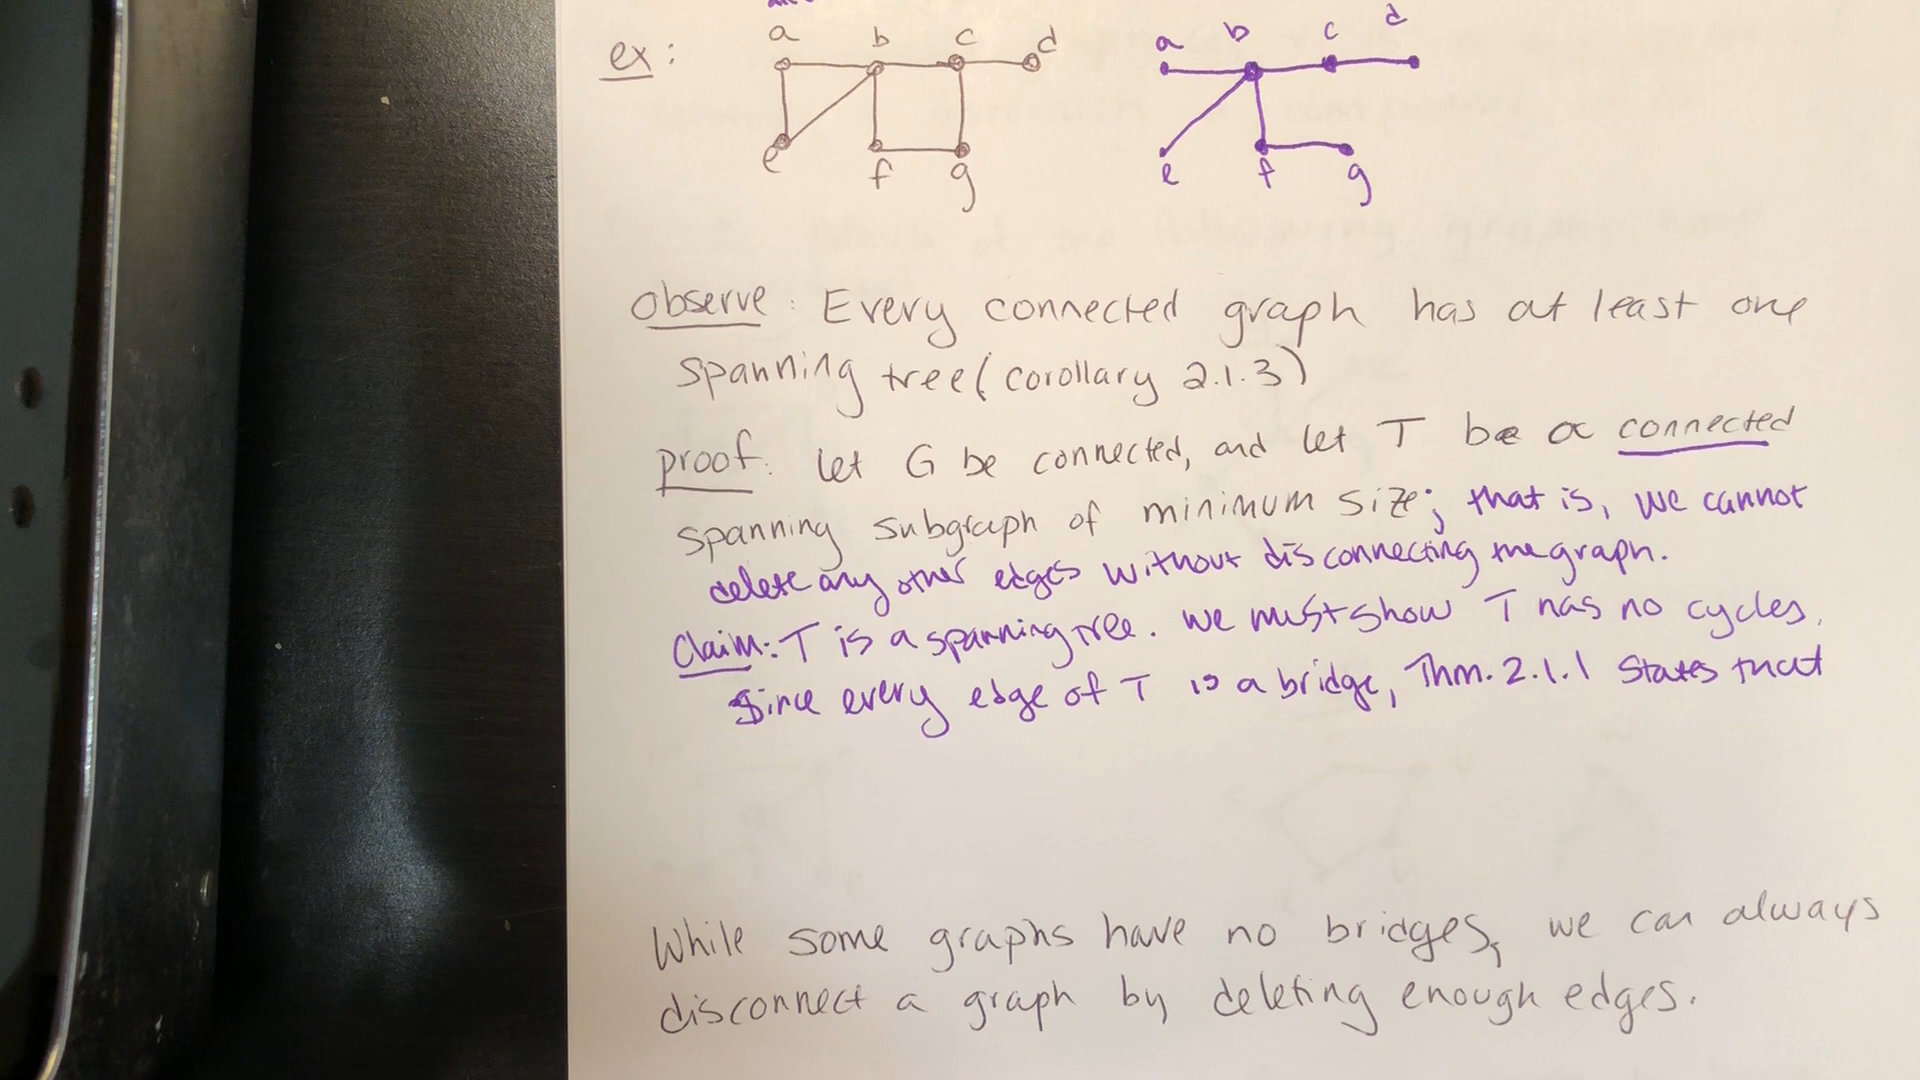 ex:
a b c d
e f g
a b c d
e f g
observe: Every connected graph has at least one
spanning tree (corollary 2.1.3)
proof: let G be connected, and let T be a connected
spanning subgraph of minimum size; that is, we cannot
delete any other edges without disconnecting the graph.
Claim: T is a spanning tree. we must show T has no cycles.
Since every edge of T is a bridge, Thm. 2.1.1 States that
While some graphs have no bridges, we can always
disconnect a graph by deleting enough edges.